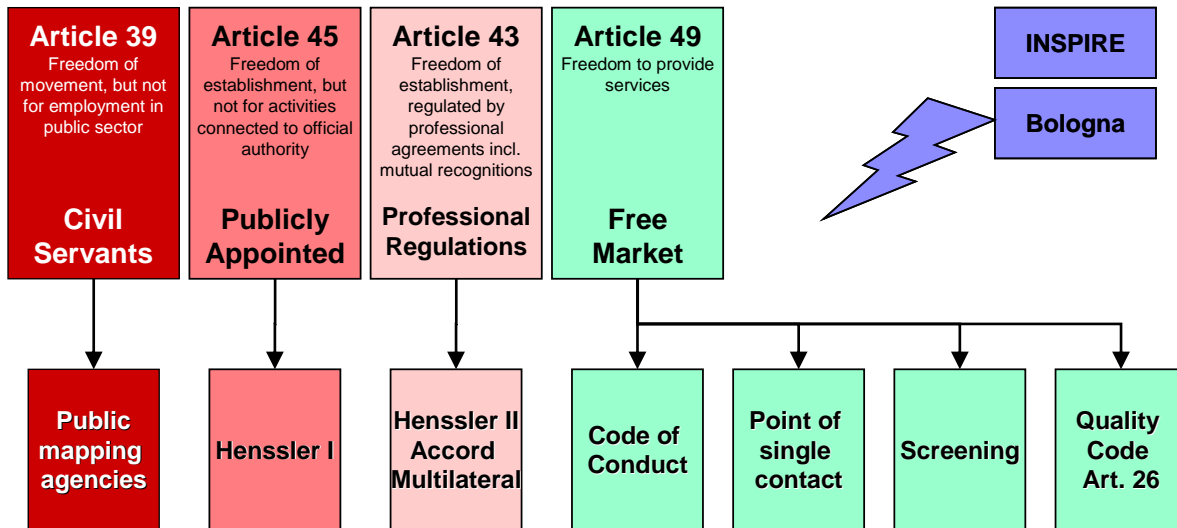 Article 39
Freedom of
movement, but not
for employment in
public sector
Civil
Servants
Article 45
Freedom of
establishment, but
not for activities
connected to official
authority
Publicly
Appointed
Article 43
Freedom of
establishment,
regulated by
professional
agreements incl.
mutual recognitions
Professional
Regulations
Article 49
Freedom to provide
services
Free
Market
INSPIRE
Bologna
Public
mapping
agencies
Henssler I
Henssler II
Accord
Multilateral
Code of
Conduct
Point of
single
contact
Screening
Quality
Code
Art. 26